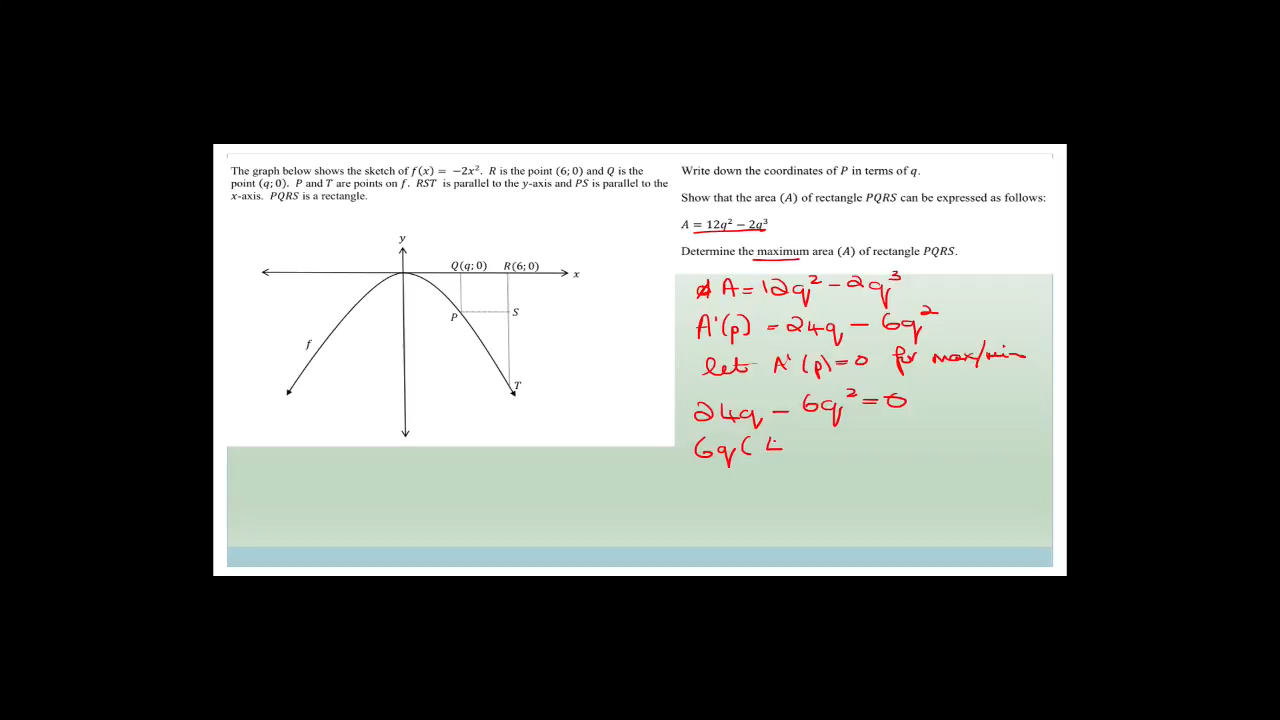 The graph below shows the sketch of f(x) = −2x². R is the point (6; 0) and Q is the
point (q; 0). P and T are points on f. RST is parallel to the y-axis and PS is parallel to the
x-axis. PQRS is a rectangle.
y
Q(q; 0) R(6; 0)
x
P S
f
T
Write down the coordinates of P in terms of q.
Show that the area (A) of rectangle PQRS can be expressed as follows:
A = 12q² − 2q³
Determine the maximum area (A) of rectangle PQRS.
A = 12q² − 2q³
A'(p) = 24q − 6q²
let A'(p) = 0 for max/min
24q − 6q² = 0
6q( 4